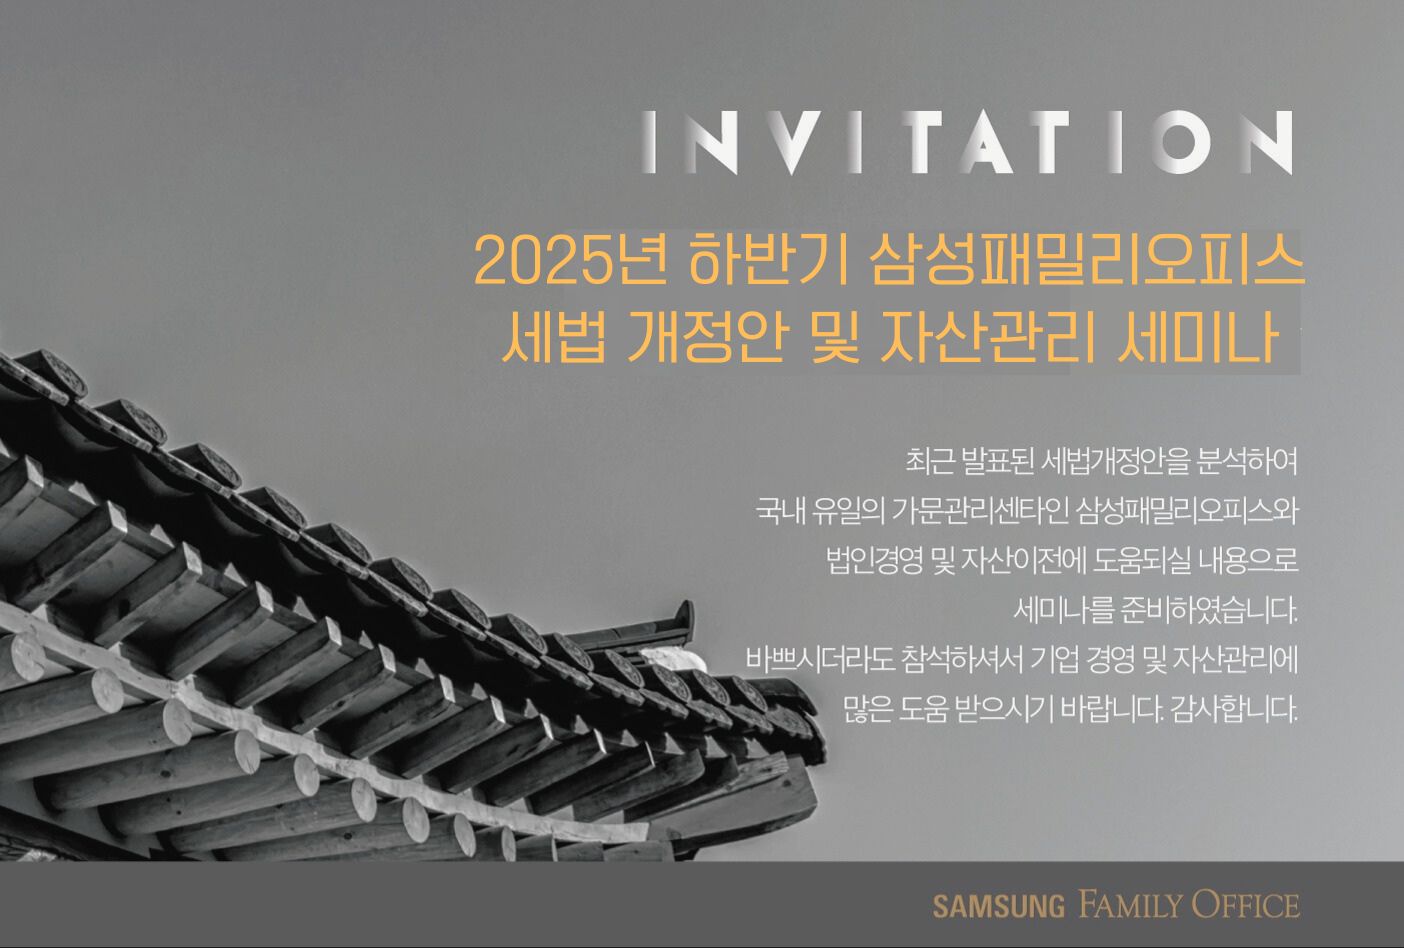 INVITATION
2025년 하반기 삼성패밀리오피스
세법 개정안 및 자산관리 세미나
최근 발표된 세법개정안을 분석하여
국내 유일의 가문관리센타인 삼성패밀리오피스와
법인경영 및 자산이전에 도움되실 내용으로
세미나를 준비하였습니다.
바쁘시더라도 참석하셔서 기업 경영 및 자산관리에
많은 도움 받으시기 바랍니다. 감사합니다.
SAMSUNG FAMILY OFFICE